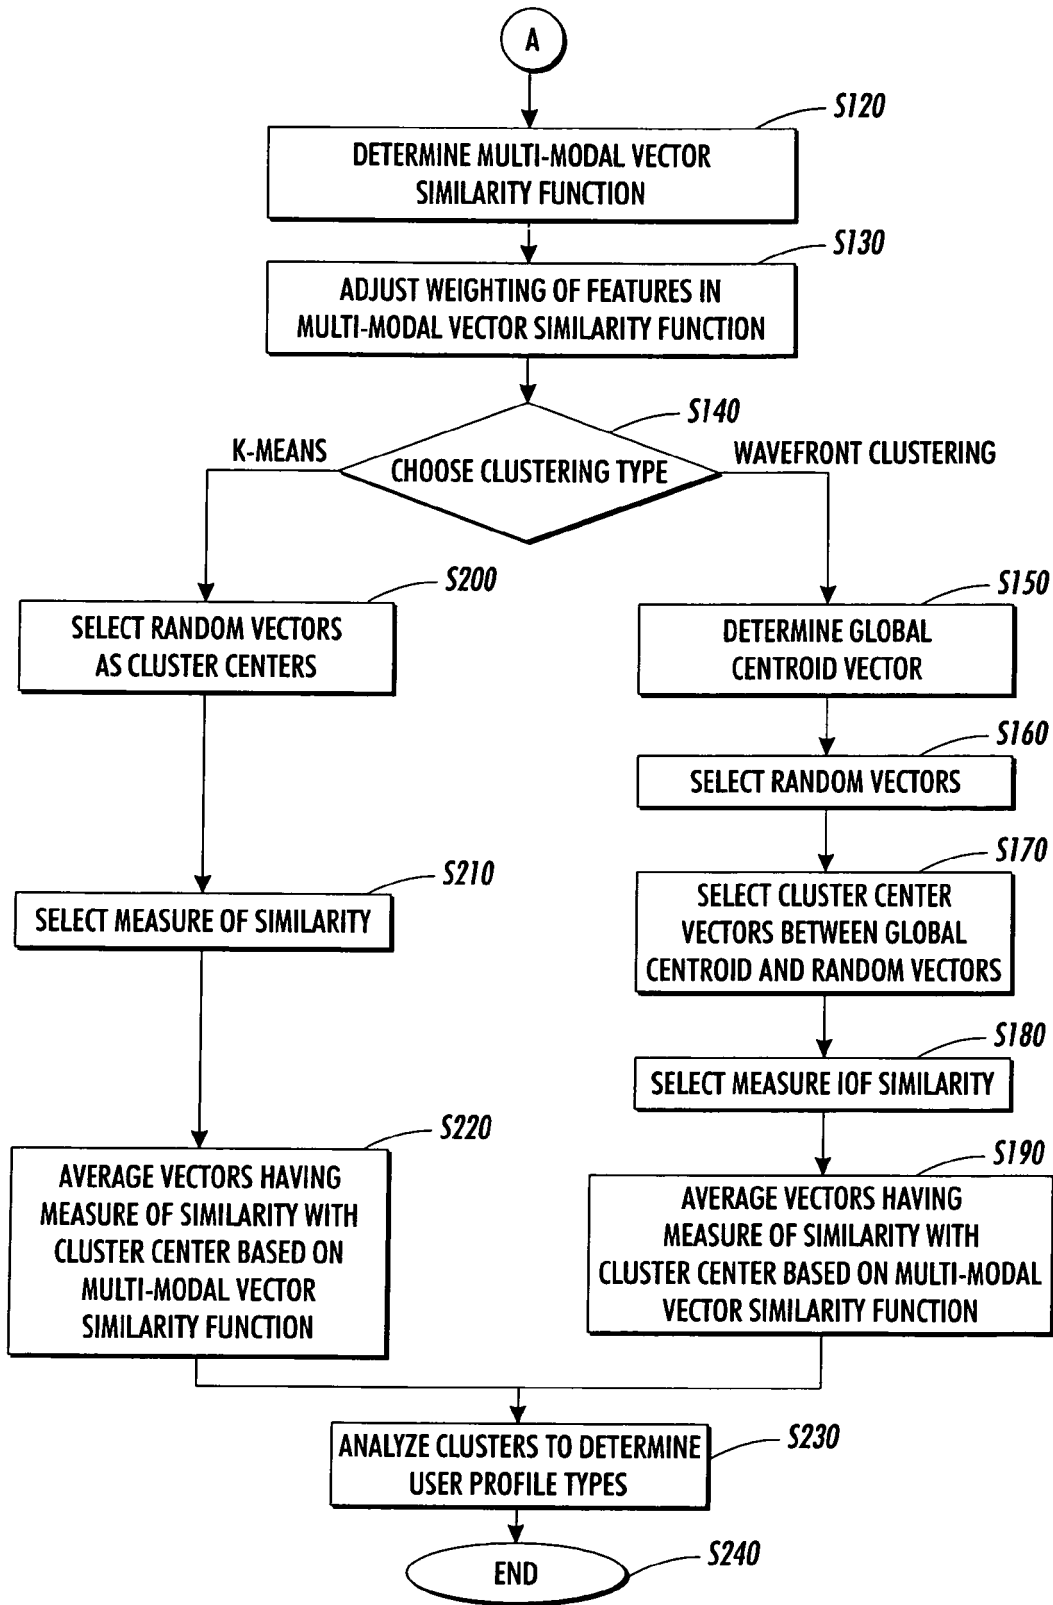 A
S120
DETERMINE MULTI-MODAL VECTOR
SIMILARITY FUNCTION
S130
ADJUST WEIGHTING OF FEATURES IN
MULTI-MODAL VECTOR SIMILARITY FUNCTION
S140
K-MEANS
CHOOSE CLUSTERING TYPE
WAVEFRONT CLUSTERING
S200
SELECT RANDOM VECTORS
AS CLUSTER CENTERS
S210
SELECT MEASURE OF SIMILARITY
S220
AVERAGE VECTORS HAVING
MEASURE OF SIMILARITY WITH
CLUSTER CENTER BASED ON
MULTI-MODAL VECTOR
SIMILARITY FUNCTION
S150
DETERMINE GLOBAL
CENTROID VECTOR
S160
SELECT RANDOM VECTORS
S170
SELECT CLUSTER CENTER
VECTORS BETWEEN GLOBAL
CENTROID AND RANDOM VECTORS
S180
SELECT MEASURE IOF SIMILARITY
S190
AVERAGE VECTORS HAVING
MEASURE OF SIMILARITY WITH
CLUSTER CENTER BASED ON MULTI-MODAL
VECTOR SIMILARITY FUNCTION
S230
ANALYZE CLUSTERS TO DETERMINE
USER PROFILE TYPES
S240
END